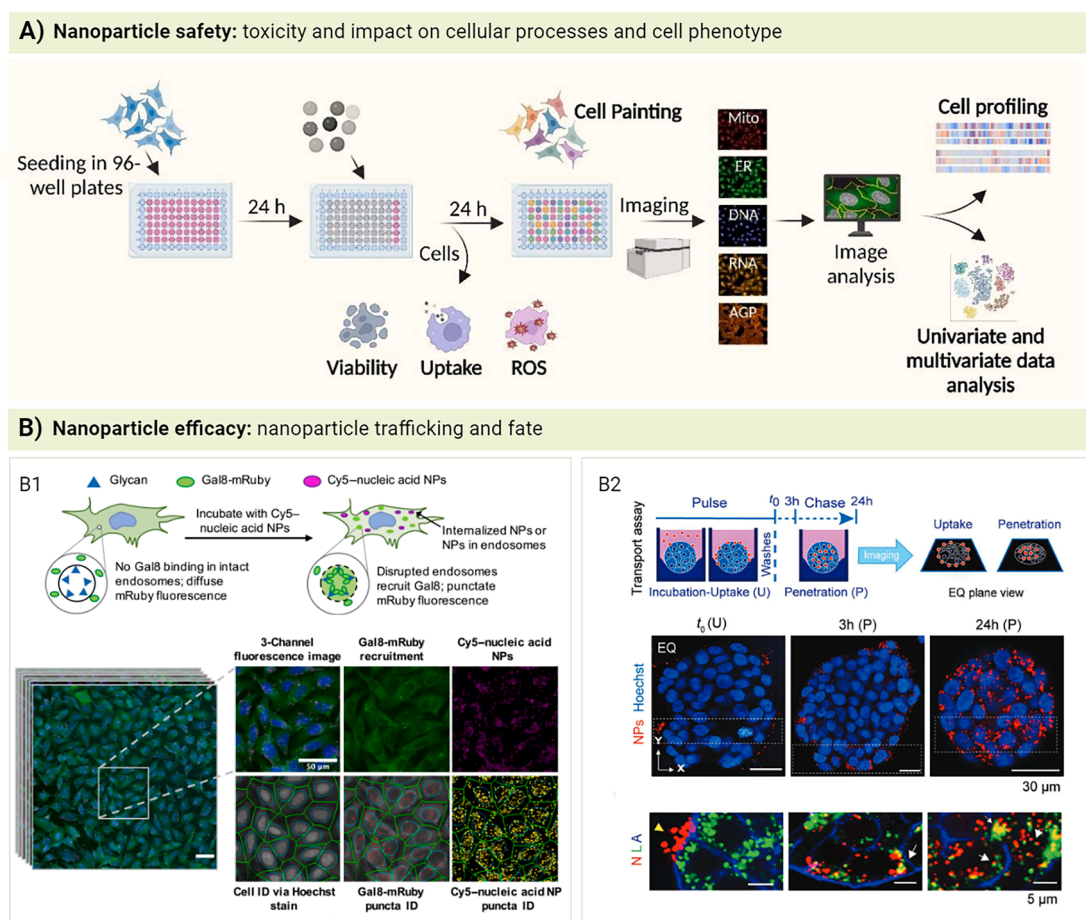 A) Nanoparticle safety: toxicity and impact on cellular processes and cell phenotype
Seeding in 96-
well plates
24 h
24 h
Cells
Viability
Uptake
ROS
Cell Painting
Imaging
Mito
ER
DNA
RNA
AGP
Image
analysis
Cell profiling
Univariate and
multivariate data
analysis
B) Nanoparticle efficacy: nanoparticle trafficking and fate
B1
Glycan
Gal8-mRuby
Cy5–nucleic acid NPs
Incubate with Cy5–
nucleic acid NPs
Internalized NPs or
NPs in endosomes
No Gal8 binding in intact
endosomes; diffuse
mRuby fluorescence
Disrupted endosomes
recruit Gal8; punctate
mRuby fluorescence
3-Channel
fluorescence image
Gal8-mRuby
recruitment
Cy5–nucleic acid
NPs
50 µm
Cell ID via Hoechst
stain
Gal8-mRuby
puncta ID
Cy5–nucleic acid NP
puncta ID
B2
Transport assay
Pulse
t0
3h
Chase
24h
Washes
Incubation-Uptake (U)
Penetration (P)
Imaging
Uptake
Penetration
EQ plane view
t0 (U)
3h (P)
24h (P)
NPs Hoechst
EQ
Y
X
30 µm
N L A
5 µm